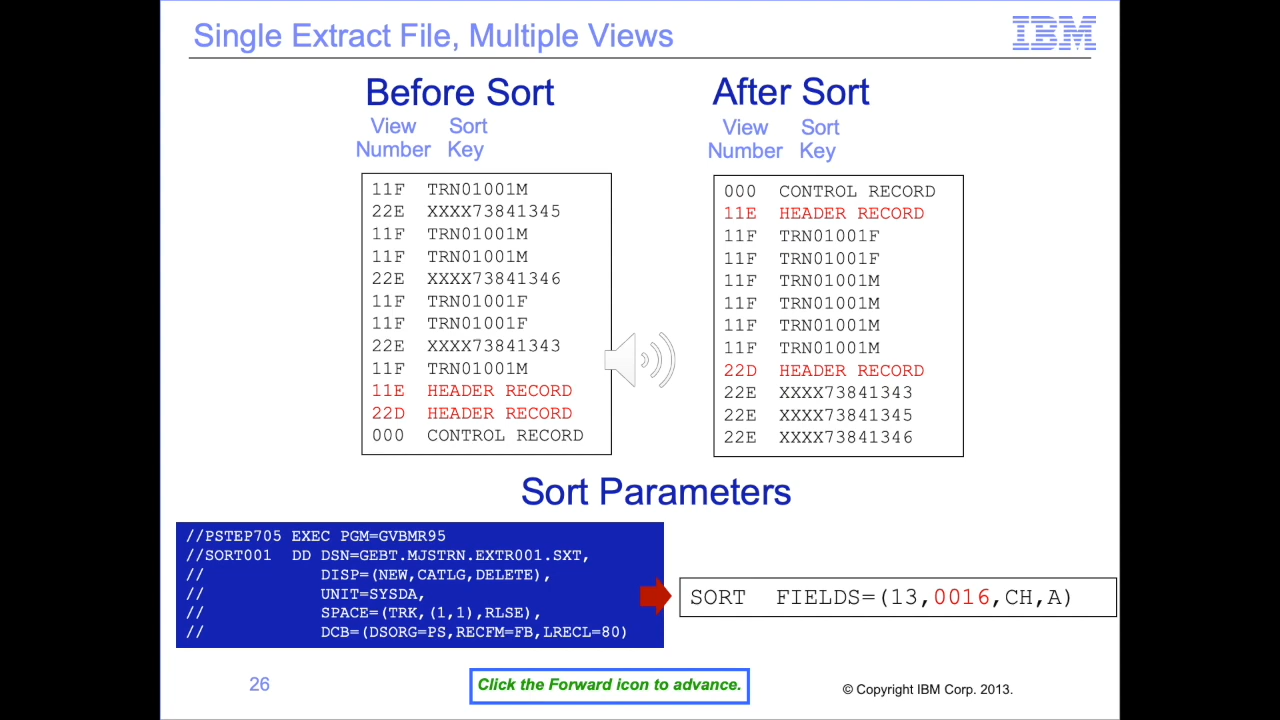 Single Extract File, Multiple Views
IBM
Before Sort
View Sort
Number Key
11F TRN01001M
22E XXXX73841345
11F TRN01001M
11F TRN01001M
22E XXXX73841346
11F TRN01001F
11F TRN01001F
22E XXXX73841343
11F TRN01001M
11E HEADER RECORD
22D HEADER RECORD
000 CONTROL RECORD
After Sort
View Sort
Number Key
000 CONTROL RECORD
11E HEADER RECORD
11F TRN01001F
11F TRN01001F
11F TRN01001M
11F TRN01001M
11F TRN01001M
11F TRN01001M
22D HEADER RECORD
22E XXXX73841343
22E XXXX73841345
22E XXXX73841346
Sort Parameters
//PSTEP705 EXEC PGM=GVBMR95
//SORT001 DD DSN=GEBT.MJSTRN.EXTR001.SXT,
// DISP=(NEW,CATLG,DELETE),
// UNIT=SYSDA,
// SPACE=(TRK,(1,1),RLSE),
// DCB=(DSORG=PS,RECFM=FB,LRECL=80)
SORT FIELDS=(13,0016,CH,A)
26
Click the Forward icon to advance.
© Copyright IBM Corp. 2013.